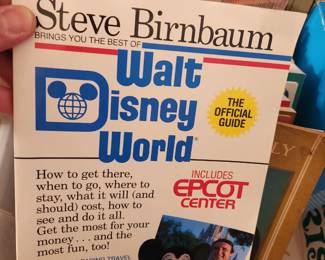 Steve Birnbaum
BRINGS YOU THE BEST OF
Walt
Disney
World®
THE
OFFICIAL
GUIDE
INCLUDES
EPCOT
CENTER
How to get there,
when to go, where to
stay, what it will (and
should) cost, how to
see and do it all.
Get the most for your
money . . . and the
most fun, too!
TRAVEL